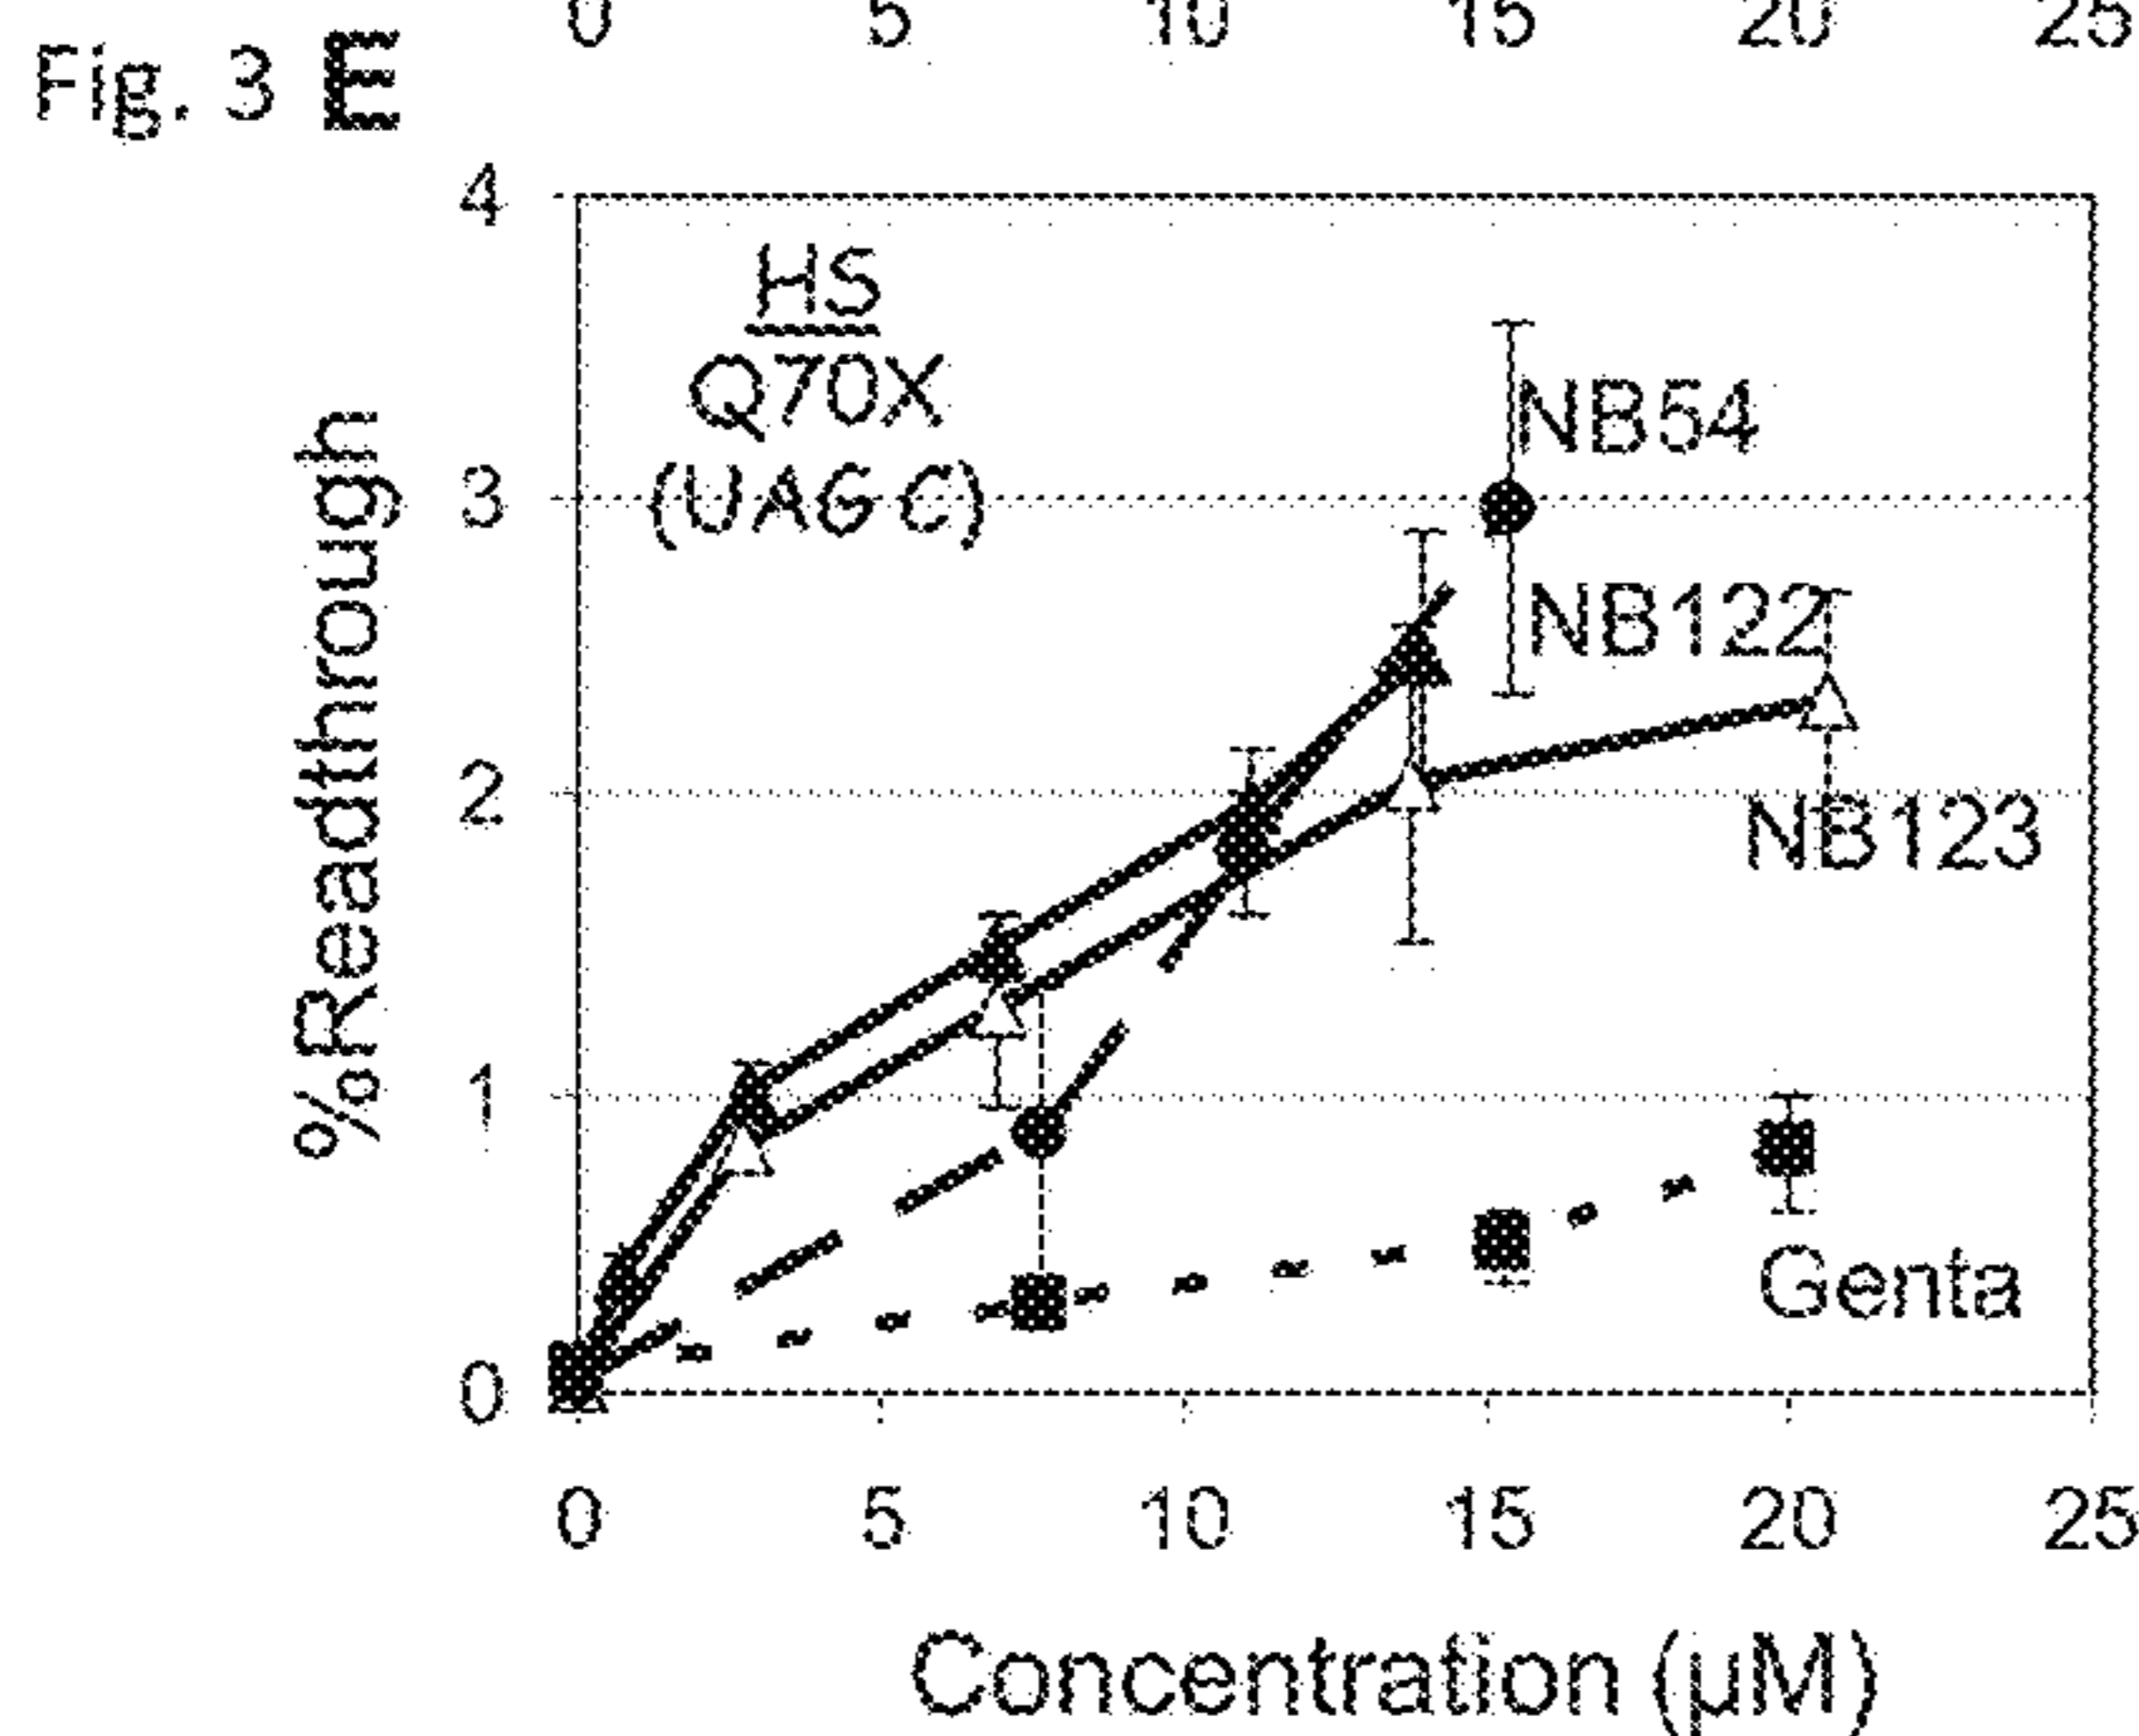 0 5 10 15 20 25
Fig. 3 E
4
HS
Q70X
NB54
3
(UAG C)
NB122
2
NB123
1
Genta
0
0 5 10 15 20 25
%Readthrough
Concentration (µM)